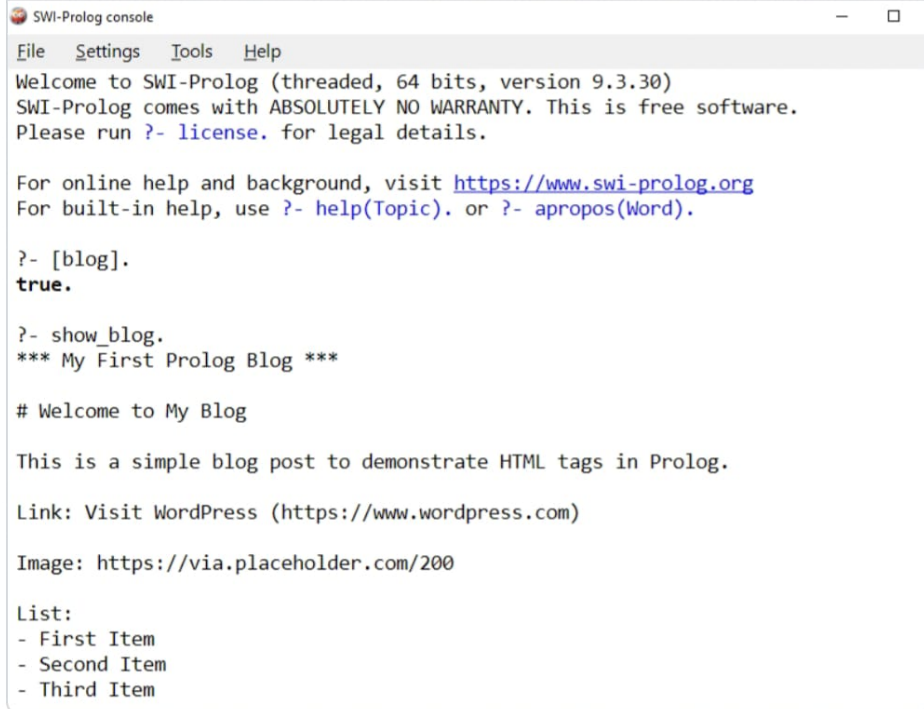 SWI-Prolog console
File Settings Tools Help
Welcome to SWI-Prolog (threaded, 64 bits, version 9.3.30)
SWI-Prolog comes with ABSOLUTELY NO WARRANTY. This is free software.
Please run ?- license. for legal details.
For online help and background, visit https://www.swi-prolog.org
For built-in help, use ?- help(Topic). or ?- apropos(Word).
?- [blog].
true.
?- show_blog.
*** My First Prolog Blog ***
# Welcome to My Blog
This is a simple blog post to demonstrate HTML tags in Prolog.
Link: Visit WordPress (https://www.wordpress.com)
Image: https://via.placeholder.com/200
List:
- First Item
- Second Item
- Third Item